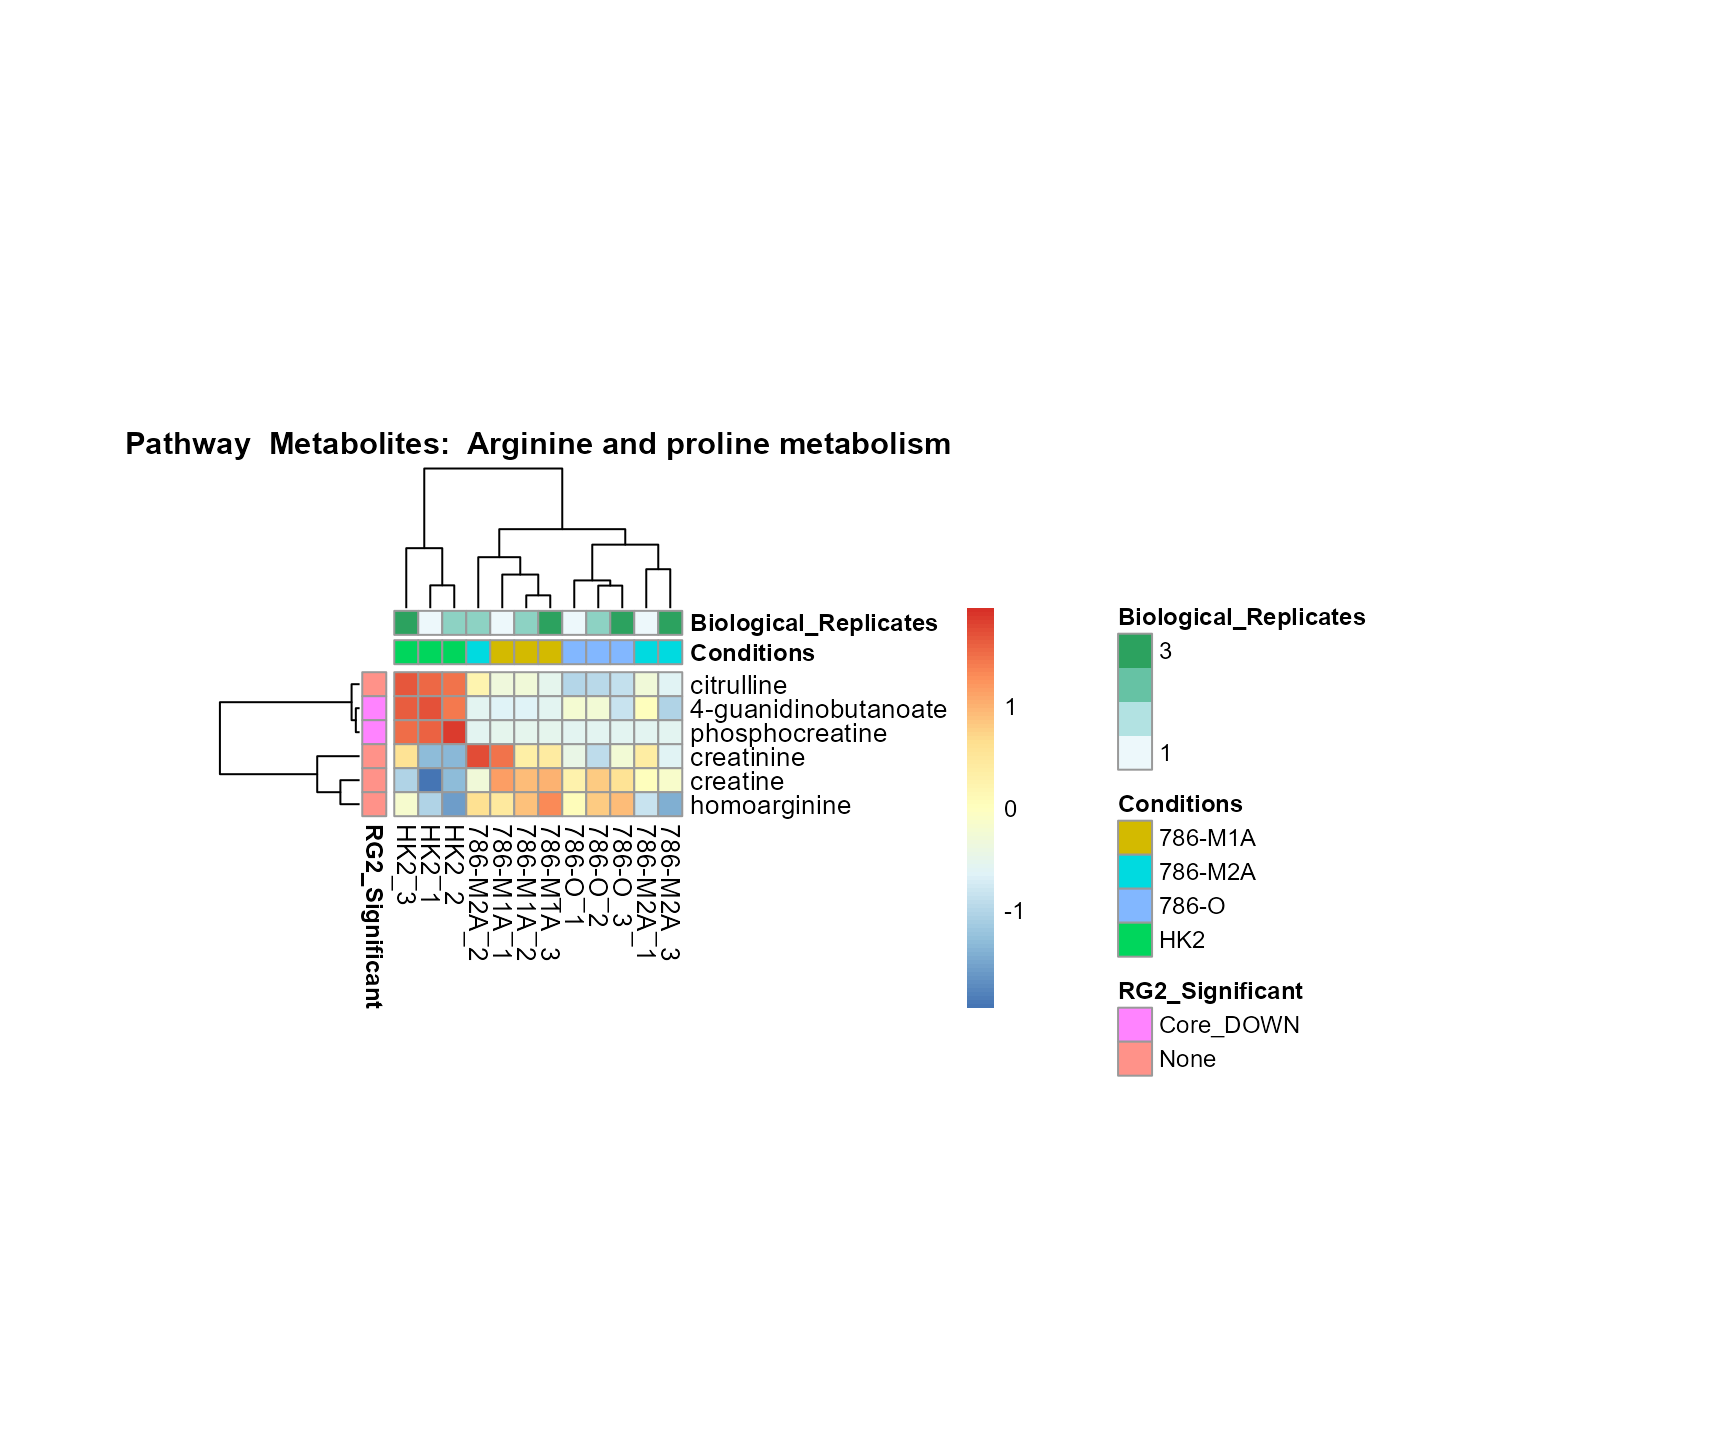 Pathway  Metabolites:  Arginine and proline metabolism
Biological_Replicates
Conditions
citrulline
4-guanidinobutanoate
phosphocreatine
creatinine
creatine
homoarginine
RG2_Significant
HK2_3
HK2_1
HK2_2
786-M2A_2
786-M1A_1
786-M1A_2
786-M1A_3
786-O_1
786-O_2
786-O_3
786-M2A_1
786-M2A_3
1
0
-1
Biological_Replicates
3
1
Conditions
786-M1A
786-M2A
786-O
HK2
RG2_Significant
Core_DOWN
None